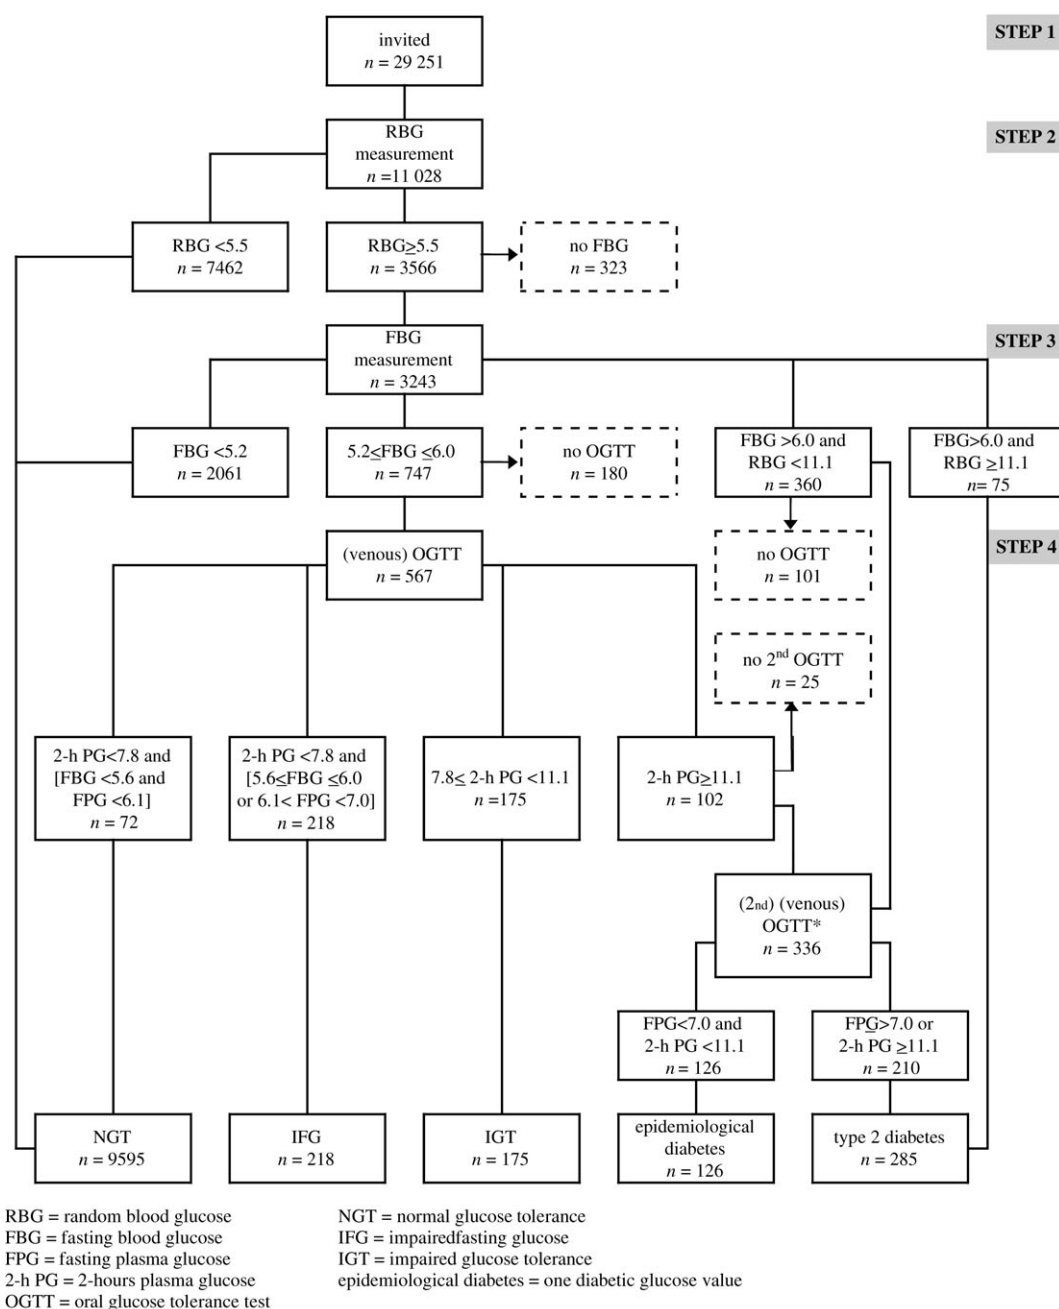 invited
n = 29 251
STEP 1
RBG
measurement
n =11 028
STEP 2
RBG <5.5
n = 7462
RBG≥5.5
n = 3566
no FBG
n = 323
FBG
measurement
n = 3243
STEP 3
FBG <5.2
n = 2061
5.2≤FBG ≤6.0
n = 747
no OGTT
n = 180
FBG >6.0 and
RBG <11.1
n = 360
FBG>6.0 and
RBG ≥11.1
n= 75
(venous) OGTT
n = 567
no OGTT
n = 101
STEP 4
no 2nd OGTT
n = 25
2-h PG<7.8 and
[FBG <5.6 and
FPG <6.1]
n = 72
2-h PG <7.8 and
[5.6≤FBG ≤6.0
or 6.1< FPG <7.0]
n = 218
7.8≤ 2-h PG <11.1
n =175
2-h PG≥11.1
n = 102
(2nd) (venous)
OGTT*
n = 336
FPG<7.0 and
2-h PG <11.1
n = 126
FPG>7.0 or
2-h PG ≥11.1
n = 210
NGT
n = 9595
IFG
n = 218
IGT
n = 175
epidemiological
diabetes
n = 126
type 2 diabetes
n = 285
RBG = random blood glucose
FBG = fasting blood glucose
FPG = fasting plasma glucose
2-h PG = 2-hours plasma glucose
OGTT = oral glucose tolerance test
NGT = normal glucose tolerance
IFG = impairedfasting glucose
IGT = impaired glucose tolerance
epidemiological diabetes = one diabetic glucose value